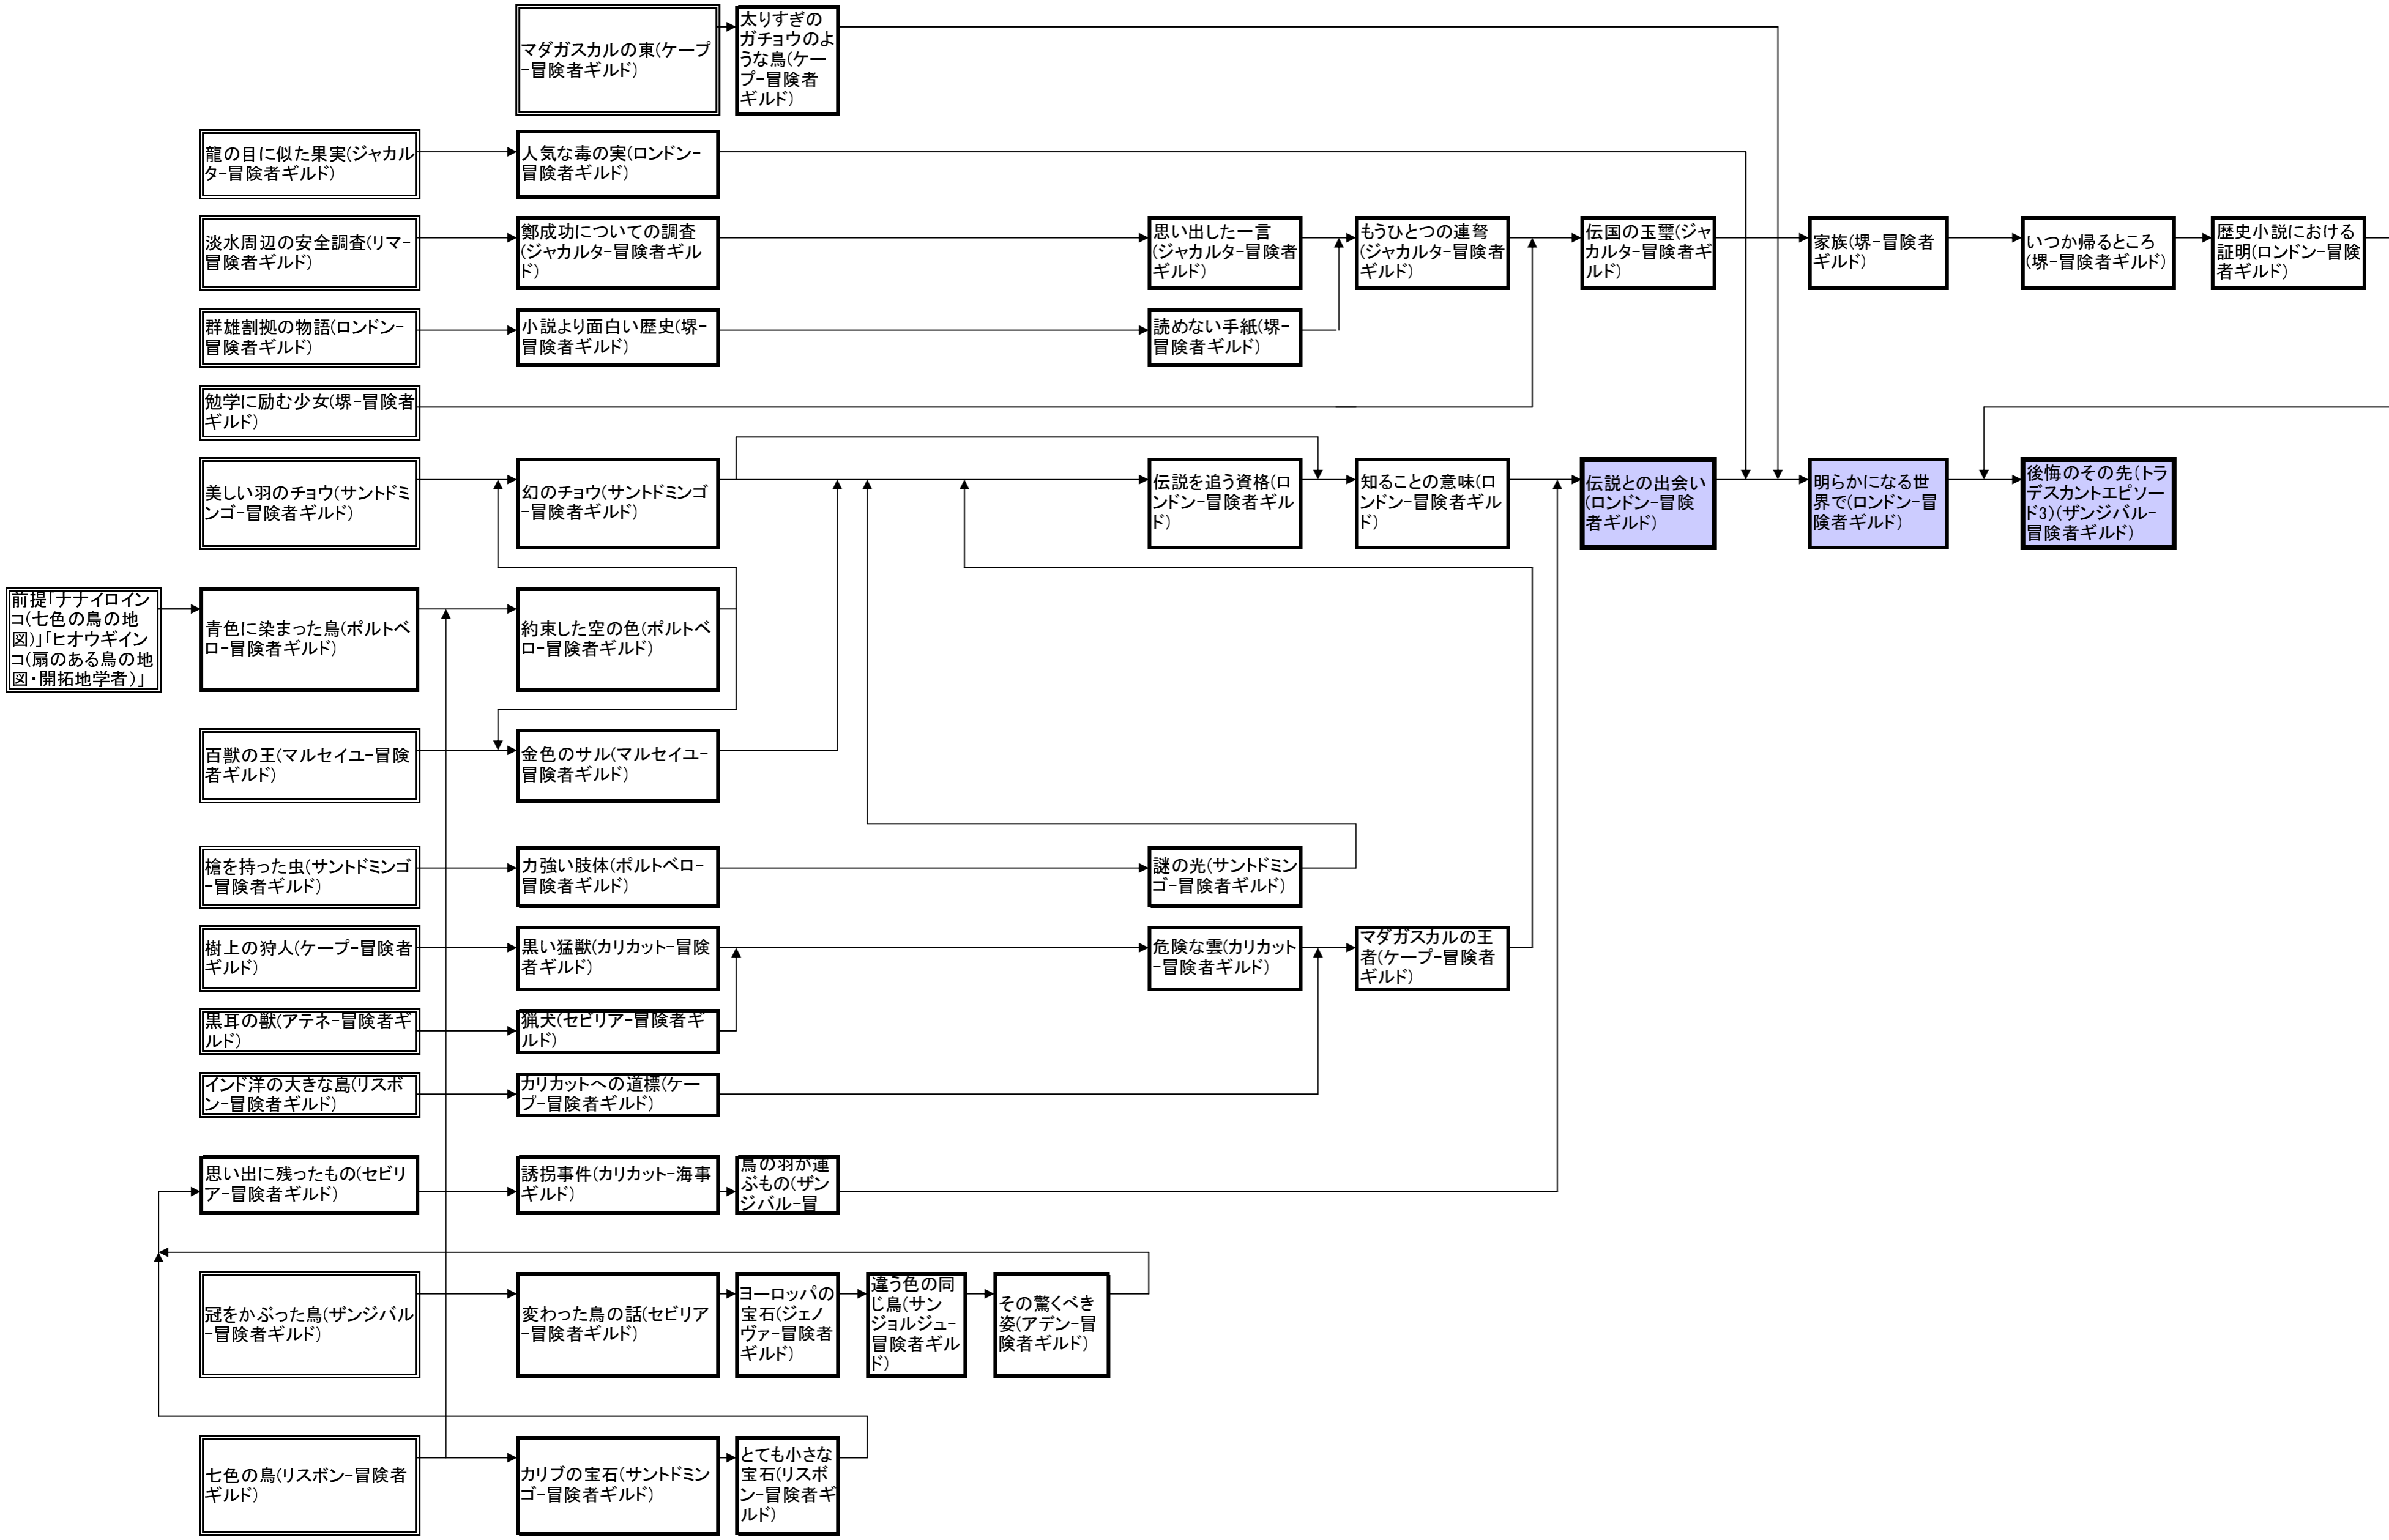 マダガスカルの東(ケープ
-冒険者ギルド)
太りすぎの
ガチョウのよ
うな鳥(ケー
プ-冒険者
ギルド)
龍の目に似た果実(ジャカル
タ-冒険者ギルド)
人気な毒の実(ロンドン-
冒険者ギルド)
淡水周辺の安全調査(リマ-
冒険者ギルド)
鄭成功についての調査
(ジャカルタ-冒険者ギル
ド)
思い出した一言
(ジャカルタ-冒険者
ギルド)
もうひとつの連弩
(ジャカルタ-冒険者
ギルド)
伝国の玉璽(ジャ
カルタ-冒険者ギ
ルド)
家族(堺-冒険者
ギルド)
いつか帰るところ
(堺-冒険者ギルド)
歴史小説における
証明(ロンドン-冒険
者ギルド)
群雄割拠の物語(ロンドン-
冒険者ギルド)
小説より面白い歴史(堺-
冒険者ギルド)
読めない手紙(堺-
冒険者ギルド)
勉学に励む少女(堺-冒険者
ギルド)
美しい羽のチョウ(サントドミ
ンゴ-冒険者ギルド)
幻のチョウ(サントドミンゴ
-冒険者ギルド)
伝説を追う資格(ロ
ンドン-冒険者ギル
ド)
知ることの意味(ロ
ンドン-冒険者ギル
ド)
伝説との出会い
(ロンドン-冒険
者ギルド)
明らかになる世
界で(ロンドン-冒
険者ギルド)
後悔のその先(トラ
デスカントエピソー
ド3)(ザンジバル-
冒険者ギルド)
前提「ナナイロイン
コ(七色の鳥の地
図)」「ヒオウギイン
コ(扇のある鳥の地
図・開拓地学者)」
青色に染まった鳥(ポルトベ
ロ-冒険者ギルド)
約束した空の色(ポルトベ
ロ-冒険者ギルド)
百獣の王(マルセイユ-冒険
者ギルド)
金色のサル(マルセイユ-
冒険者ギルド)
槍を持った虫(サントドミンゴ
-冒険者ギルド)
力強い肢体(ポルトベロ-
冒険者ギルド)
謎の光(サントドミン
ゴ-冒険者ギルド)
樹上の狩人(ケープ-冒険者
ギルド)
黒い猛獣(カリカット-冒険
者ギルド)
危険な雲(カリカット
-冒険者ギルド)
マダガスカルの王
者(ケープ-冒険者
ギルド)
黒耳の獣(アテネ-冒険者ギ
ルド)
猟犬(セビリア-冒険者ギ
ルド)
インド洋の大きな島(リスボ
ン-冒険者ギルド)
カリカットへの道標(ケー
プ-冒険者ギルド)
思い出に残ったもの(セビリ
ア-冒険者ギルド)
誘拐事件(カリカット-海事
ギルド)
鳥の羽が運
ぶもの(ザン
ジバル-冒
冠をかぶった鳥(ザンジバル
-冒険者ギルド)
変わった鳥の話(セビリア
-冒険者ギルド)
ヨーロッパの
宝石(ジェノ
ヴァ-冒険者
ギルド)
違う色の同
じ鳥(サン
ジョルジュ-
冒険者ギル
ド)
その驚くべき
姿(アデン-冒
険者ギルド)
七色の鳥(リスボン-冒険者
ギルド)
カリブの宝石(サントドミン
ゴ-冒険者ギルド)
とても小さな
宝石(リスボ
ン-冒険者ギ
ルド)